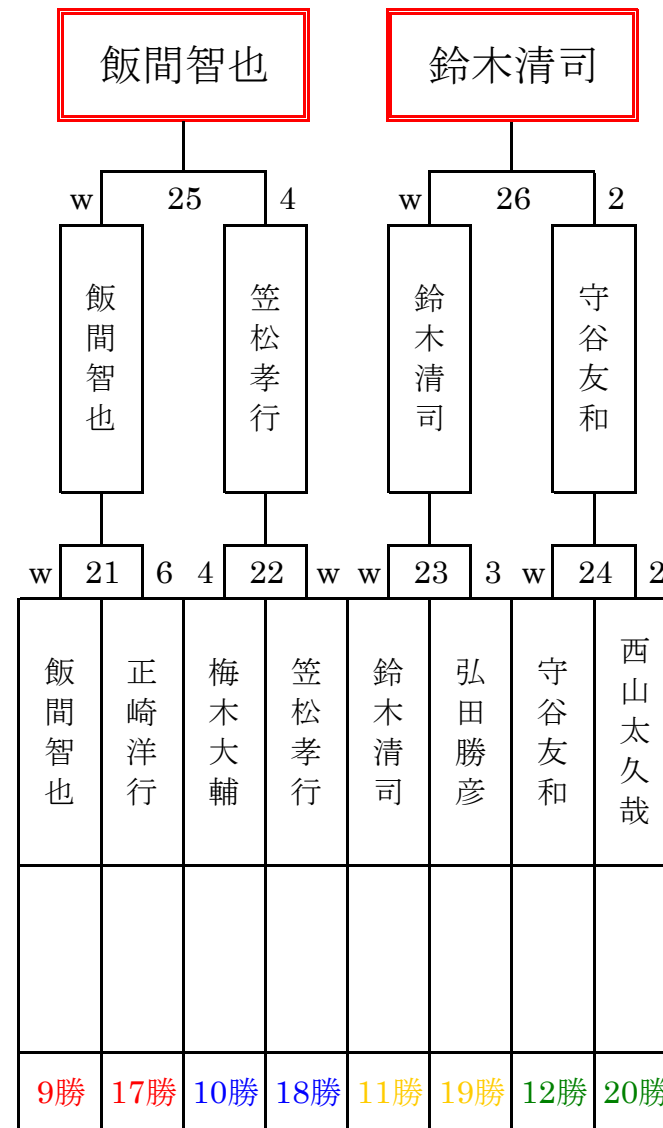 飯間智也 鈴木清司
w 25 4 w 26 2
飯間智也 笠松孝行 鈴木清司 守谷友和
w 21 6 4 22 w w 23 3 w 24 2
飯間智也 正崎洋行 梅木大輔 笠松孝行 鈴木清司 弘田勝彦 守谷友和 西山太久哉
9勝 17勝 10勝 18勝 11勝 19勝 12勝 20勝